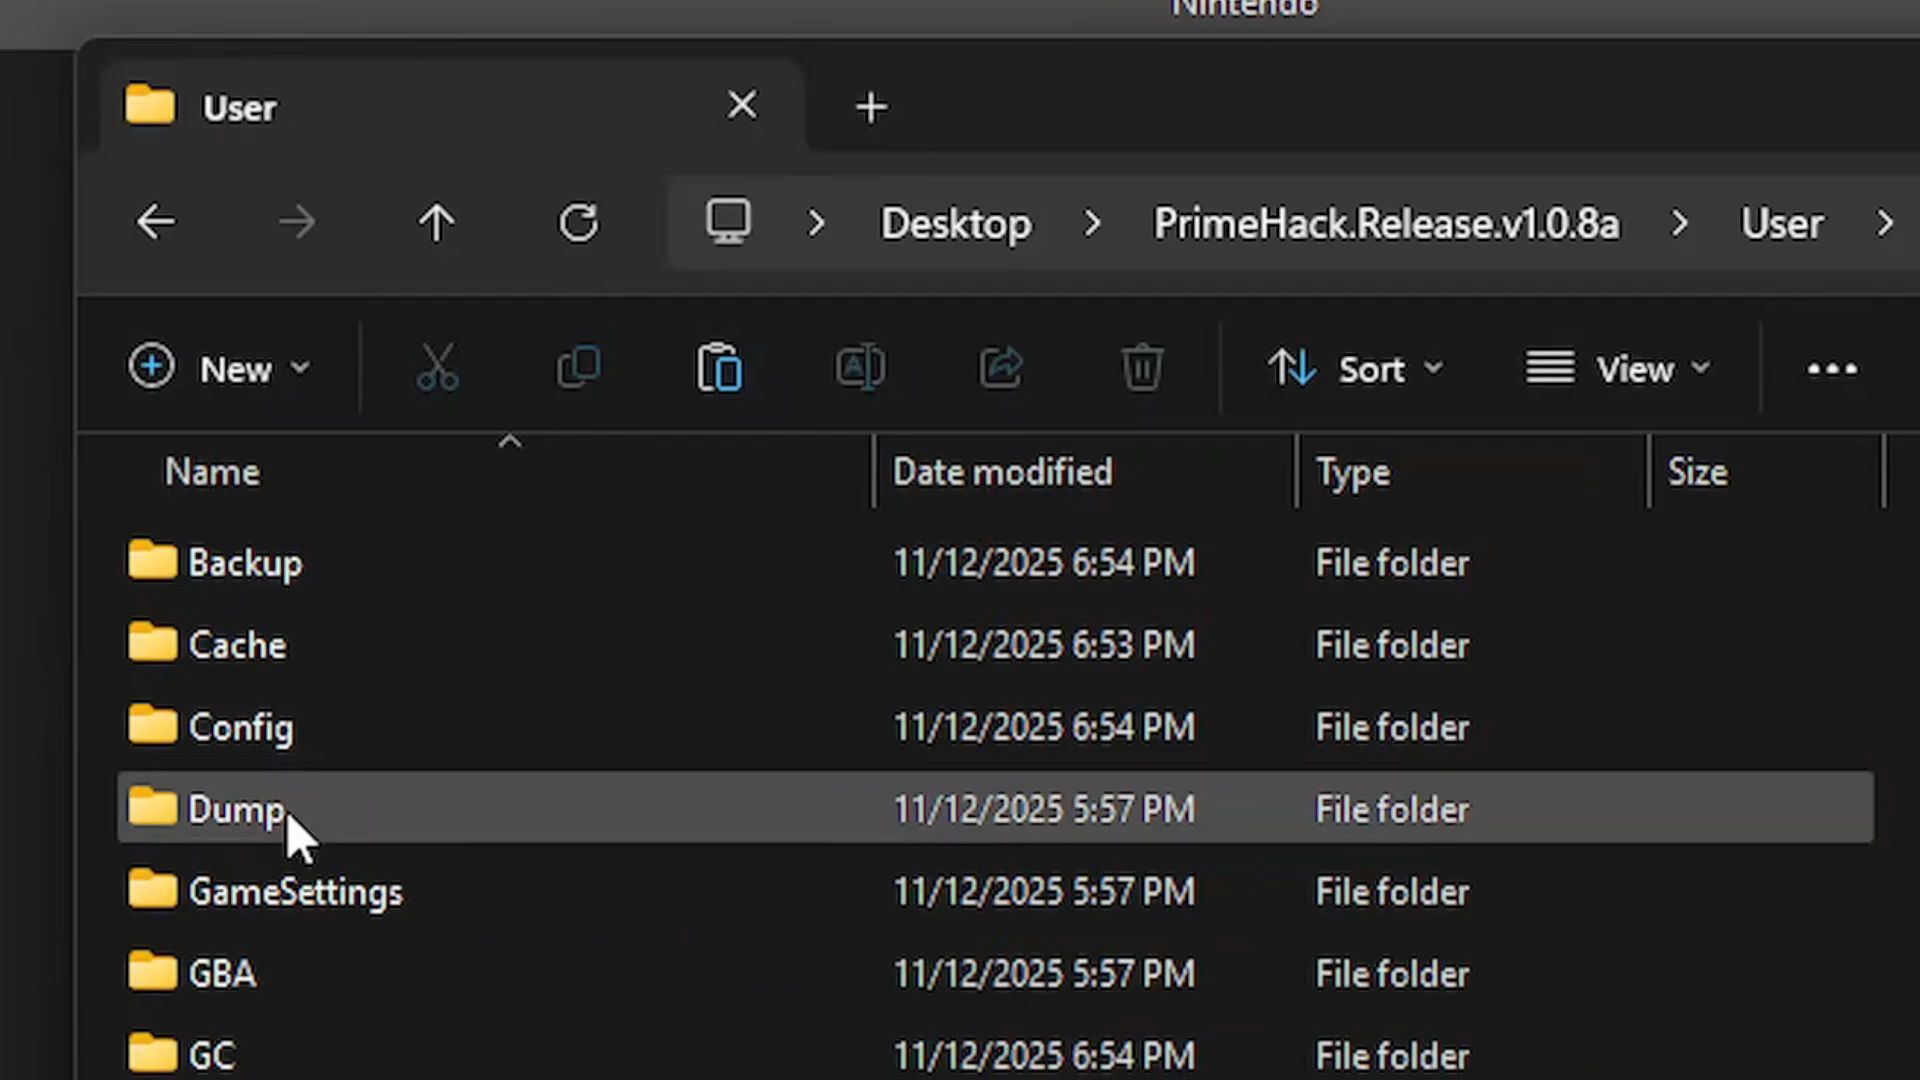 Nintendo
User
Desktop > PrimeHack.Release.v1.0.8a > User >
New Sort View
Name Date modified Type Size
Backup 11/12/2025 6:54 PM File folder
Cache 11/12/2025 6:53 PM File folder
Config 11/12/2025 6:54 PM File folder
Dump 11/12/2025 5:57 PM File folder
GameSettings 11/12/2025 5:57 PM File folder
GBA 11/12/2025 5:57 PM File folder
GC 11/12/2025 6:54 PM File folder